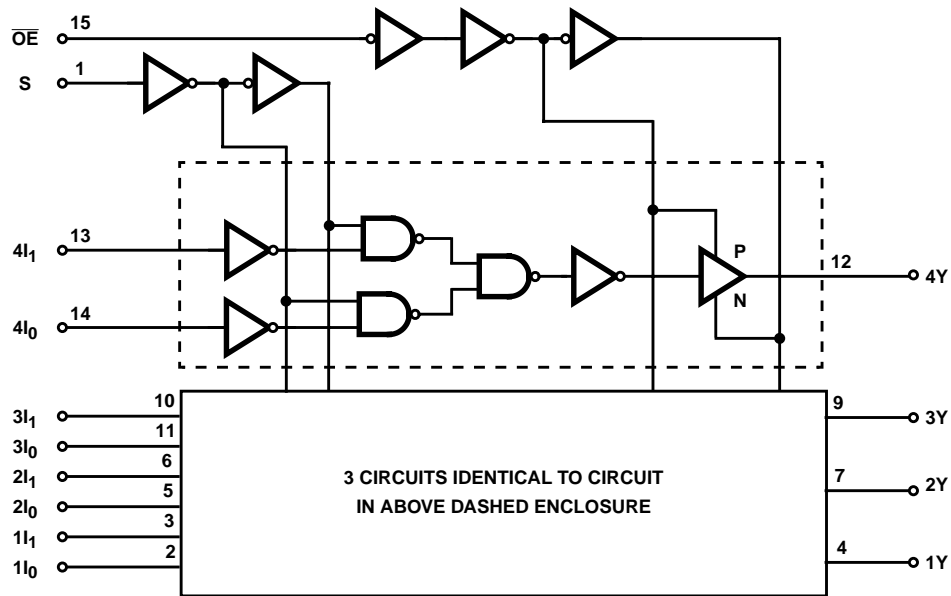 15
O̅E̅
1
S
13
4I₁
P
12
4Y
N
14
4I₀
10
3I₁
9
3Y
11
3I₀
6
2I₁
3 CIRCUITS IDENTICAL TO CIRCUIT
IN ABOVE DASHED ENCLOSURE
7
2Y
5
2I₀
3
1I₁
4
1Y
2
1I₀